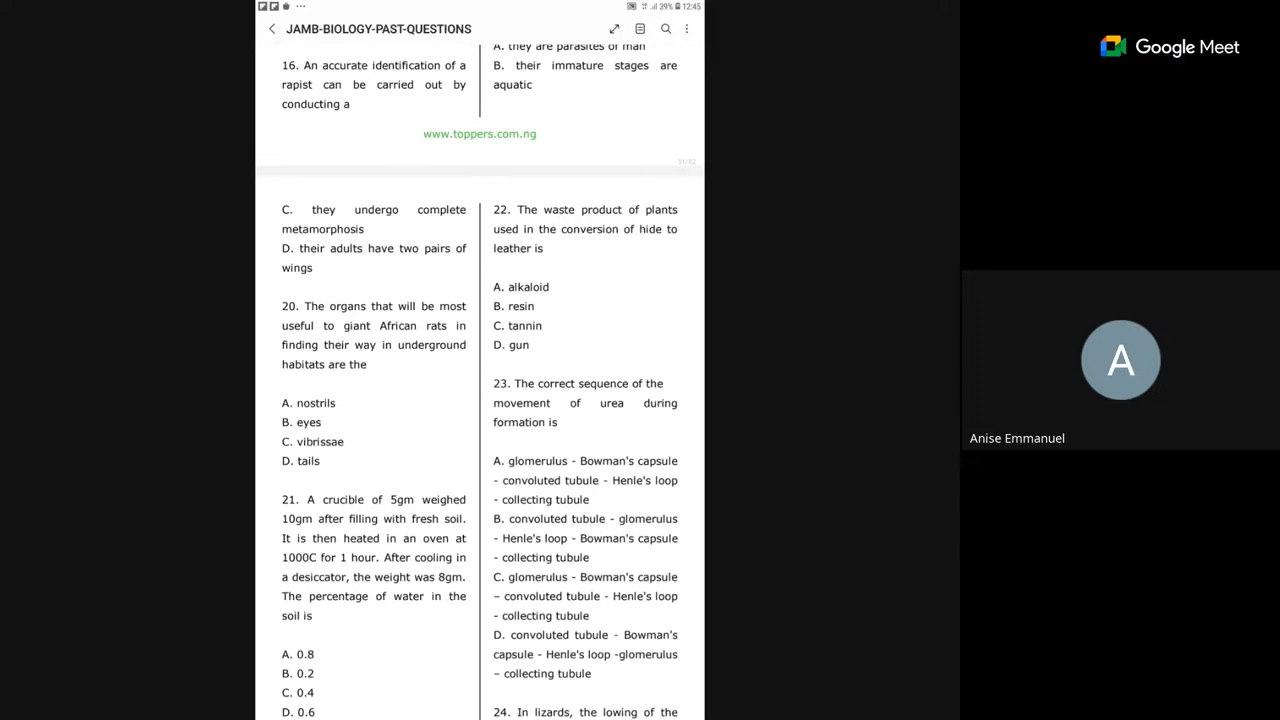 12:45
39%
JAMB-BIOLOGY-PAST-QUESTIONS
Google Meet
16. An accurate identification of a
rapist can be carried out by
conducting a
A. they are parasites of man
B. their immature stages are
aquatic
www.toppers.com.ng
51/82
C. they undergo complete
metamorphosis
D. their adults have two pairs of
wings
20. The organs that will be most
useful to giant African rats in
finding their way in underground
habitats are the
A. nostrils
B. eyes
C. vibrissae
D. tails
21. A crucible of 5gm weighed
10gm after filling with fresh soil.
It is then heated in an oven at
1000C for 1 hour. After cooling in
a desiccator, the weight was 8gm.
The percentage of water in the
soil is
A. 0.8
B. 0.2
C. 0.4
D. 0.6
22. The waste product of plants
used in the conversion of hide to
leather is
A. alkaloid
B. resin
C. tannin
D. gun
23. The correct sequence of the
movement of urea during
formation is
A. glomerulus - Bowman's capsule
- convoluted tubule - Henle's loop
- collecting tubule
B. convoluted tubule - glomerulus
- Henle's loop - Bowman's capsule
- collecting tubule
C. glomerulus - Bowman's capsule
– convoluted tubule - Henle's loop
- collecting tubule
D. convoluted tubule - Bowman's
capsule - Henle's loop -glomerulus
– collecting tubule
24. In lizards, the lowing of the
A
Anise Emmanuel